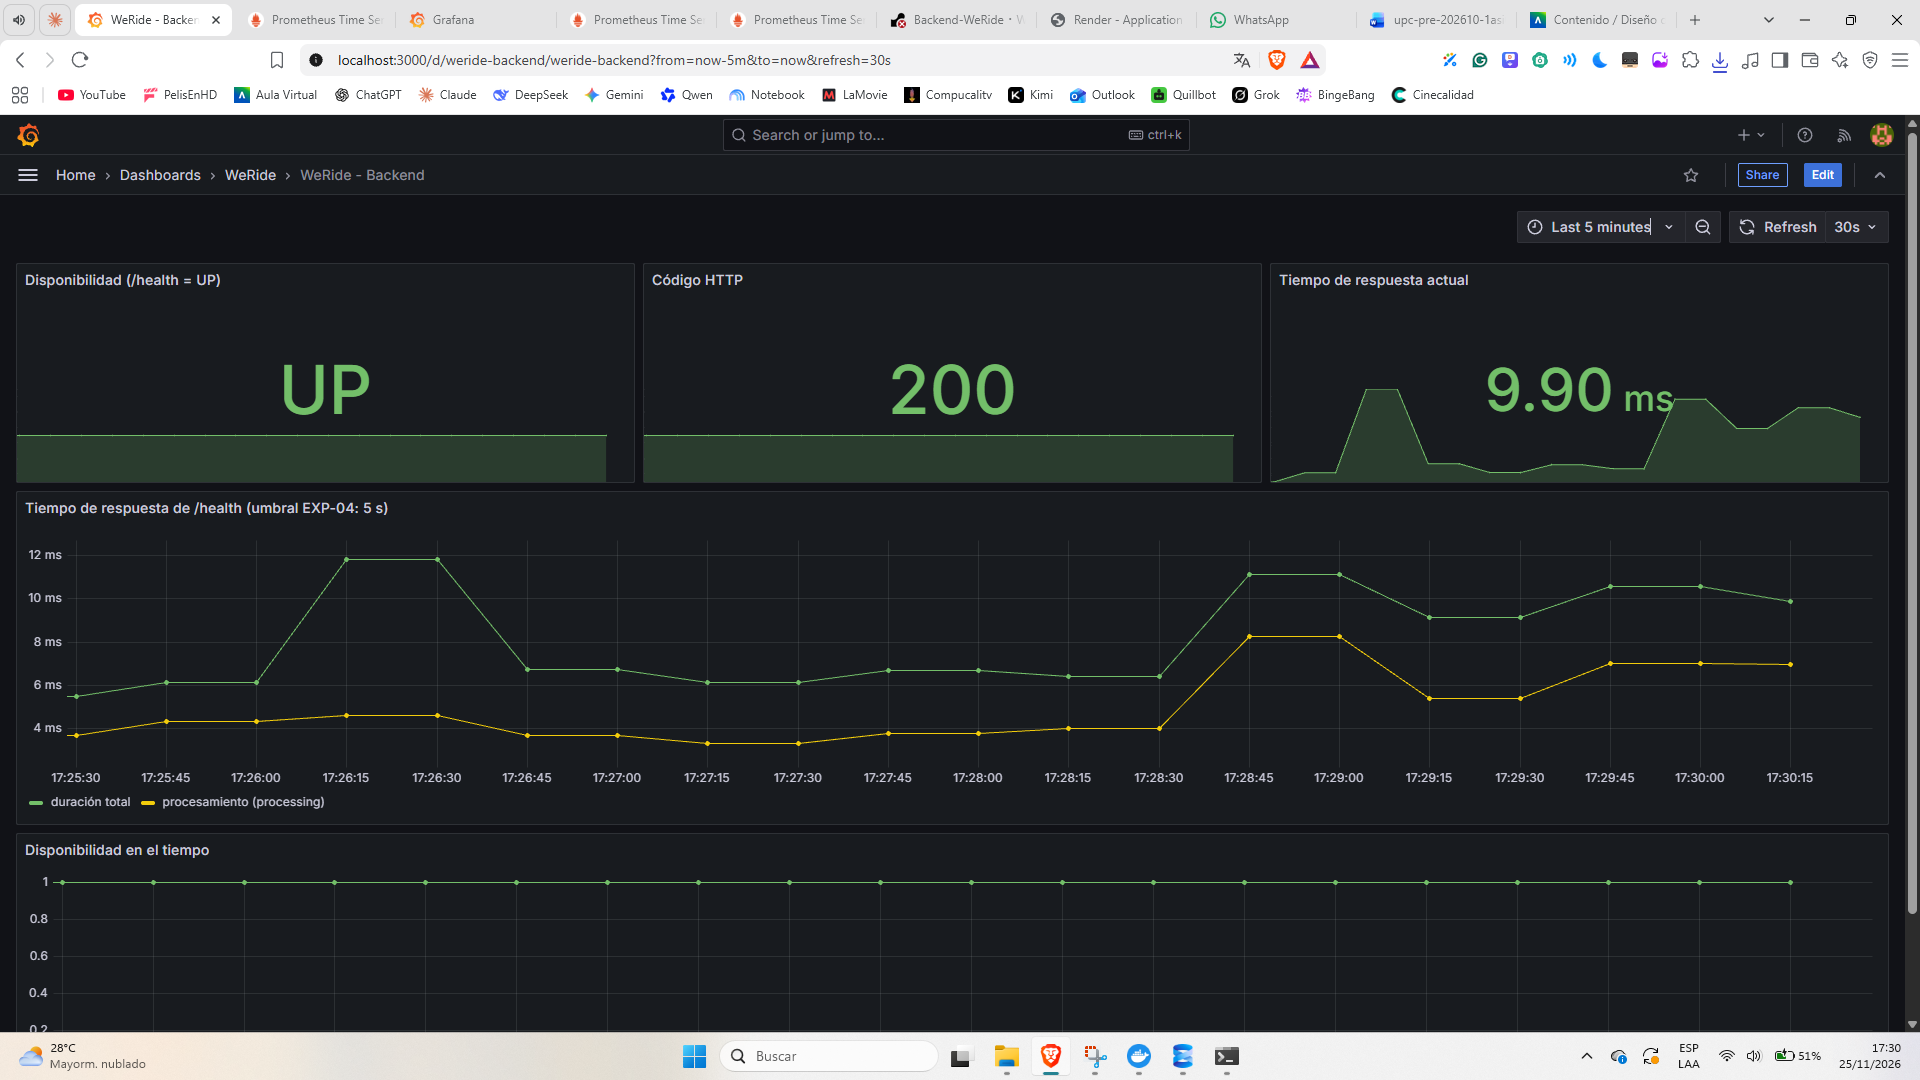 WeRide - Backen
Prometheus Time Se
Grafana
Prometheus Time Se
Prometheus Time Se
Backend-WeRide · W
Render - Application
WhatsApp
upc-pre-202610-1asi
Contenido / Diseño d
localhost:3000/d/weride-backend/weride-backend?from=now-5m&to=now&refresh=30s
YouTube
PelisEnHD
Aula Virtual
ChatGPT
Claude
DeepSeek
Gemini
Qwen
Notebook
LaMovie
Compucalitv
Kimi
Outlook
Quillbot
Grok
BingeBang
Cinecalidad
Search or jump to...
ctrl+k
Home › Dashboards › WeRide › WeRide - Backend
Share
Edit
Last 5 minutes
Refresh
30s
Disponibilidad (/health = UP)
UP
Código HTTP
200
Tiempo de respuesta actual
9.90 ms
Tiempo de respuesta de /health (umbral EXP-04: 5 s)
12 ms
10 ms
8 ms
6 ms
4 ms
17:25:30 17:25:45 17:26:00 17:26:15 17:26:30 17:26:45 17:27:00 17:27:15 17:27:30 17:27:45 17:28:00 17:28:15 17:28:30 17:28:45 17:29:00 17:29:15 17:29:30 17:29:45 17:30:00 17:30:15
duración total procesamiento (processing)
Disponibilidad en el tiempo
1
0.8
0.6
0.4
0.2
28°C
Mayorm. nublado
Buscar
ESP
LAA
51%
17:30
25/11/2026